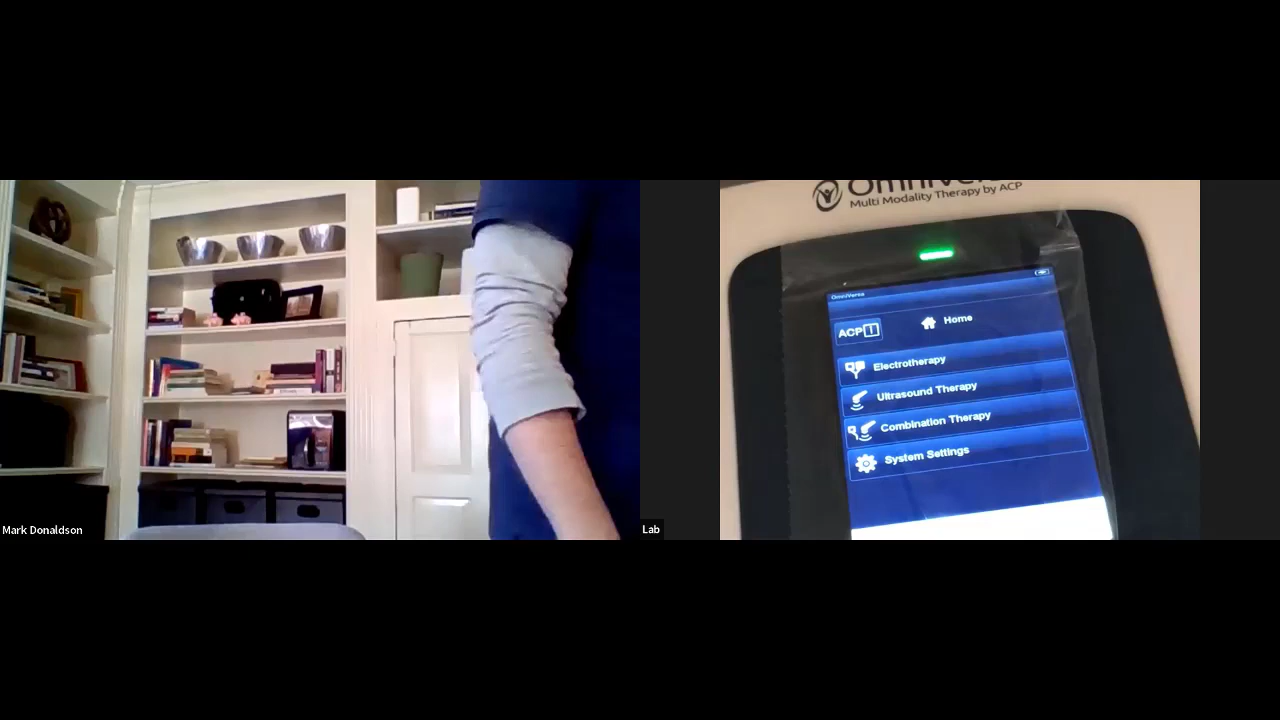 Mark Donaldson
Lab
Multi Modality Therapy by ACP
OmniVersa
ACP
Home
Electrotherapy
Ultrasound Therapy
Combination Therapy
System Settings